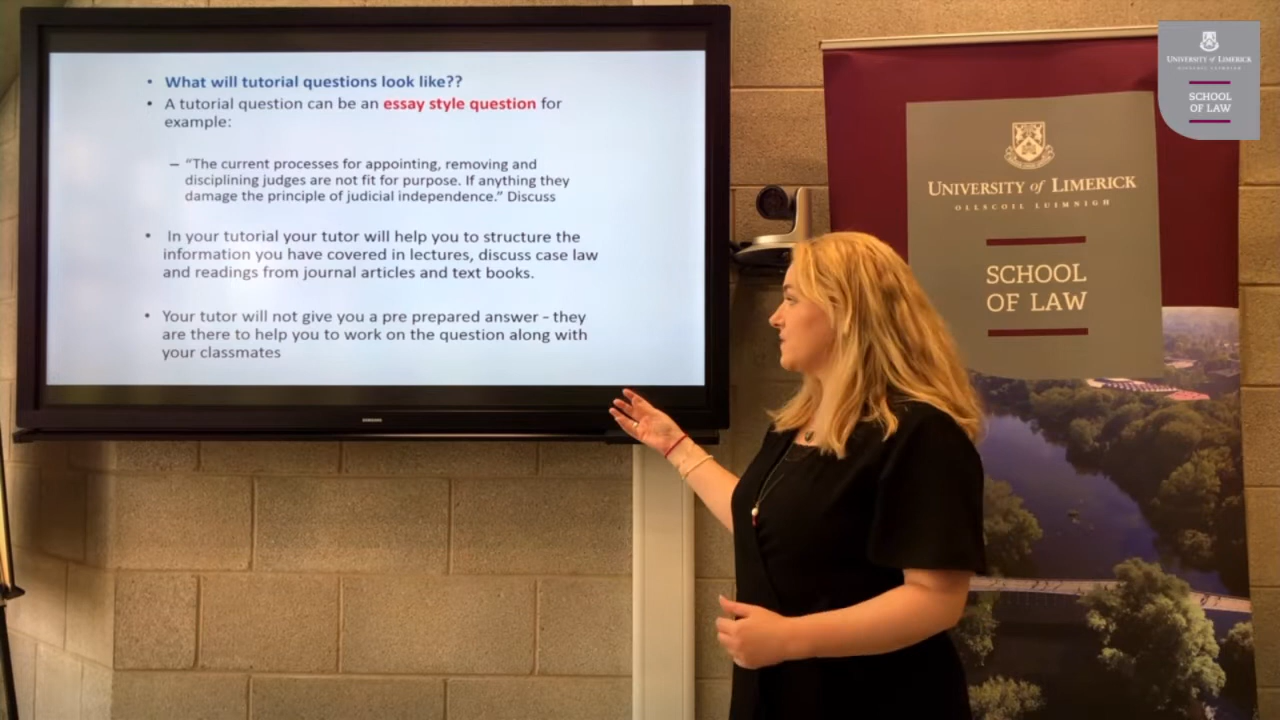 • What will tutorial questions look like??
• A tutorial question can be an essay style question for
example:
– “The current processes for appointing, removing and
disciplining judges are not fit for purpose. If anything they
damage the principle of judicial independence.” Discuss
• In your tutorial your tutor will help you to structure the
information you have covered in lectures, discuss case law
and readings from journal articles and text books.
• Your tutor will not give you a pre prepared answer – they
are there to help you to work on the question along with
your classmates
SAMSUNG
UNIVERSITY of LIMERICK
OLLSCOIL LUIMNIGH
SCHOOL
OF LAW
UNIVERSITY of LIMERICK
OLLSCOIL LUIMNIGH
SCHOOL
OF LAW